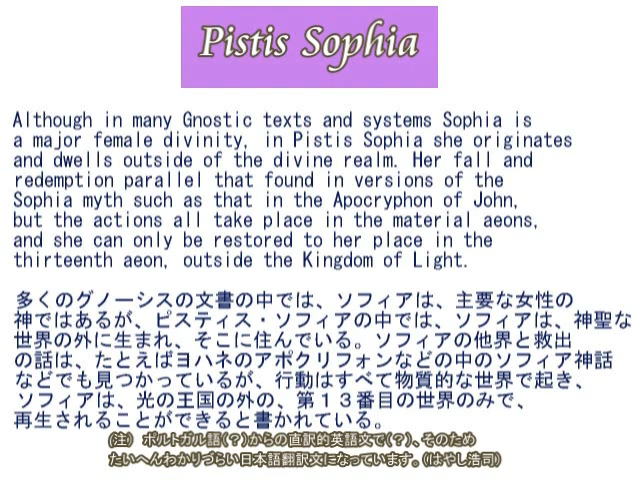 Pistis Sophia
Although in many Gnostic texts and systems Sophia is
a major female divinity, in Pistis Sophia she originates
and dwells outside of the divine realm. Her fall and
redemption parallel that found in versions of the
Sophia myth such as that in the Apocryphon of John,
but the actions all take place in the material aeons,
and she can only be restored to her place in the
thirteenth aeon, outside the Kingdom of Light.
多くのグノーシスの文書の中では、ソフィアは、主要な女性の
神ではあるが、ピスティス・ソフィアの中では、ソフィアは、神聖な
世界の外に生まれ、そこに住んでいる。ソフィアの他界と救出
の話は、たとえばヨハネのアポクリフォンなどの中のソフィア神話
などでも見つかっているが、行動はすべて物質的な世界で起き、
ソフィアは、光の王国の外の、第１３番目の世界のみで、
再生されることができると書かれている。
(注) ポルトガル語(？)からの直訳的英語文で(？)、そのため
たいへんわかりづらい日本語翻訳文になっています。(はやし浩司)